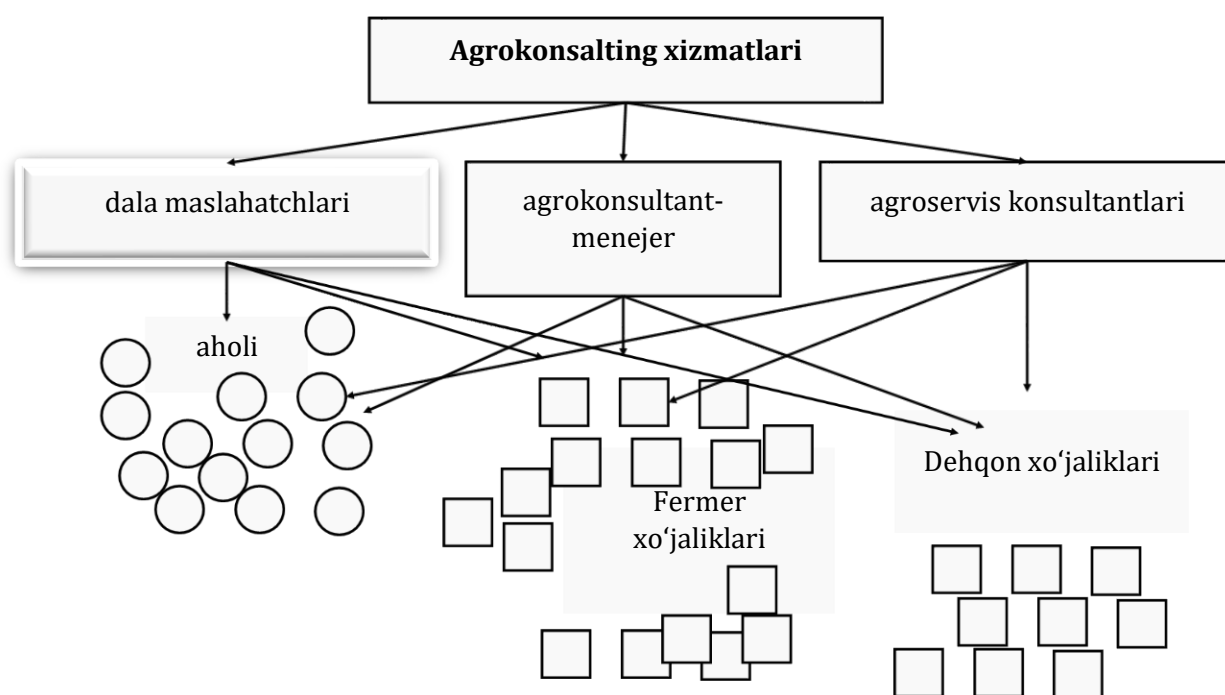 Agrokonsalting xizmatlari
dala maslahatchlari
agrokonsultant-
menejer
agroservis konsultantlari
aholi
Fermer
xo‘jaliklari
Dehqon xo‘jaliklari